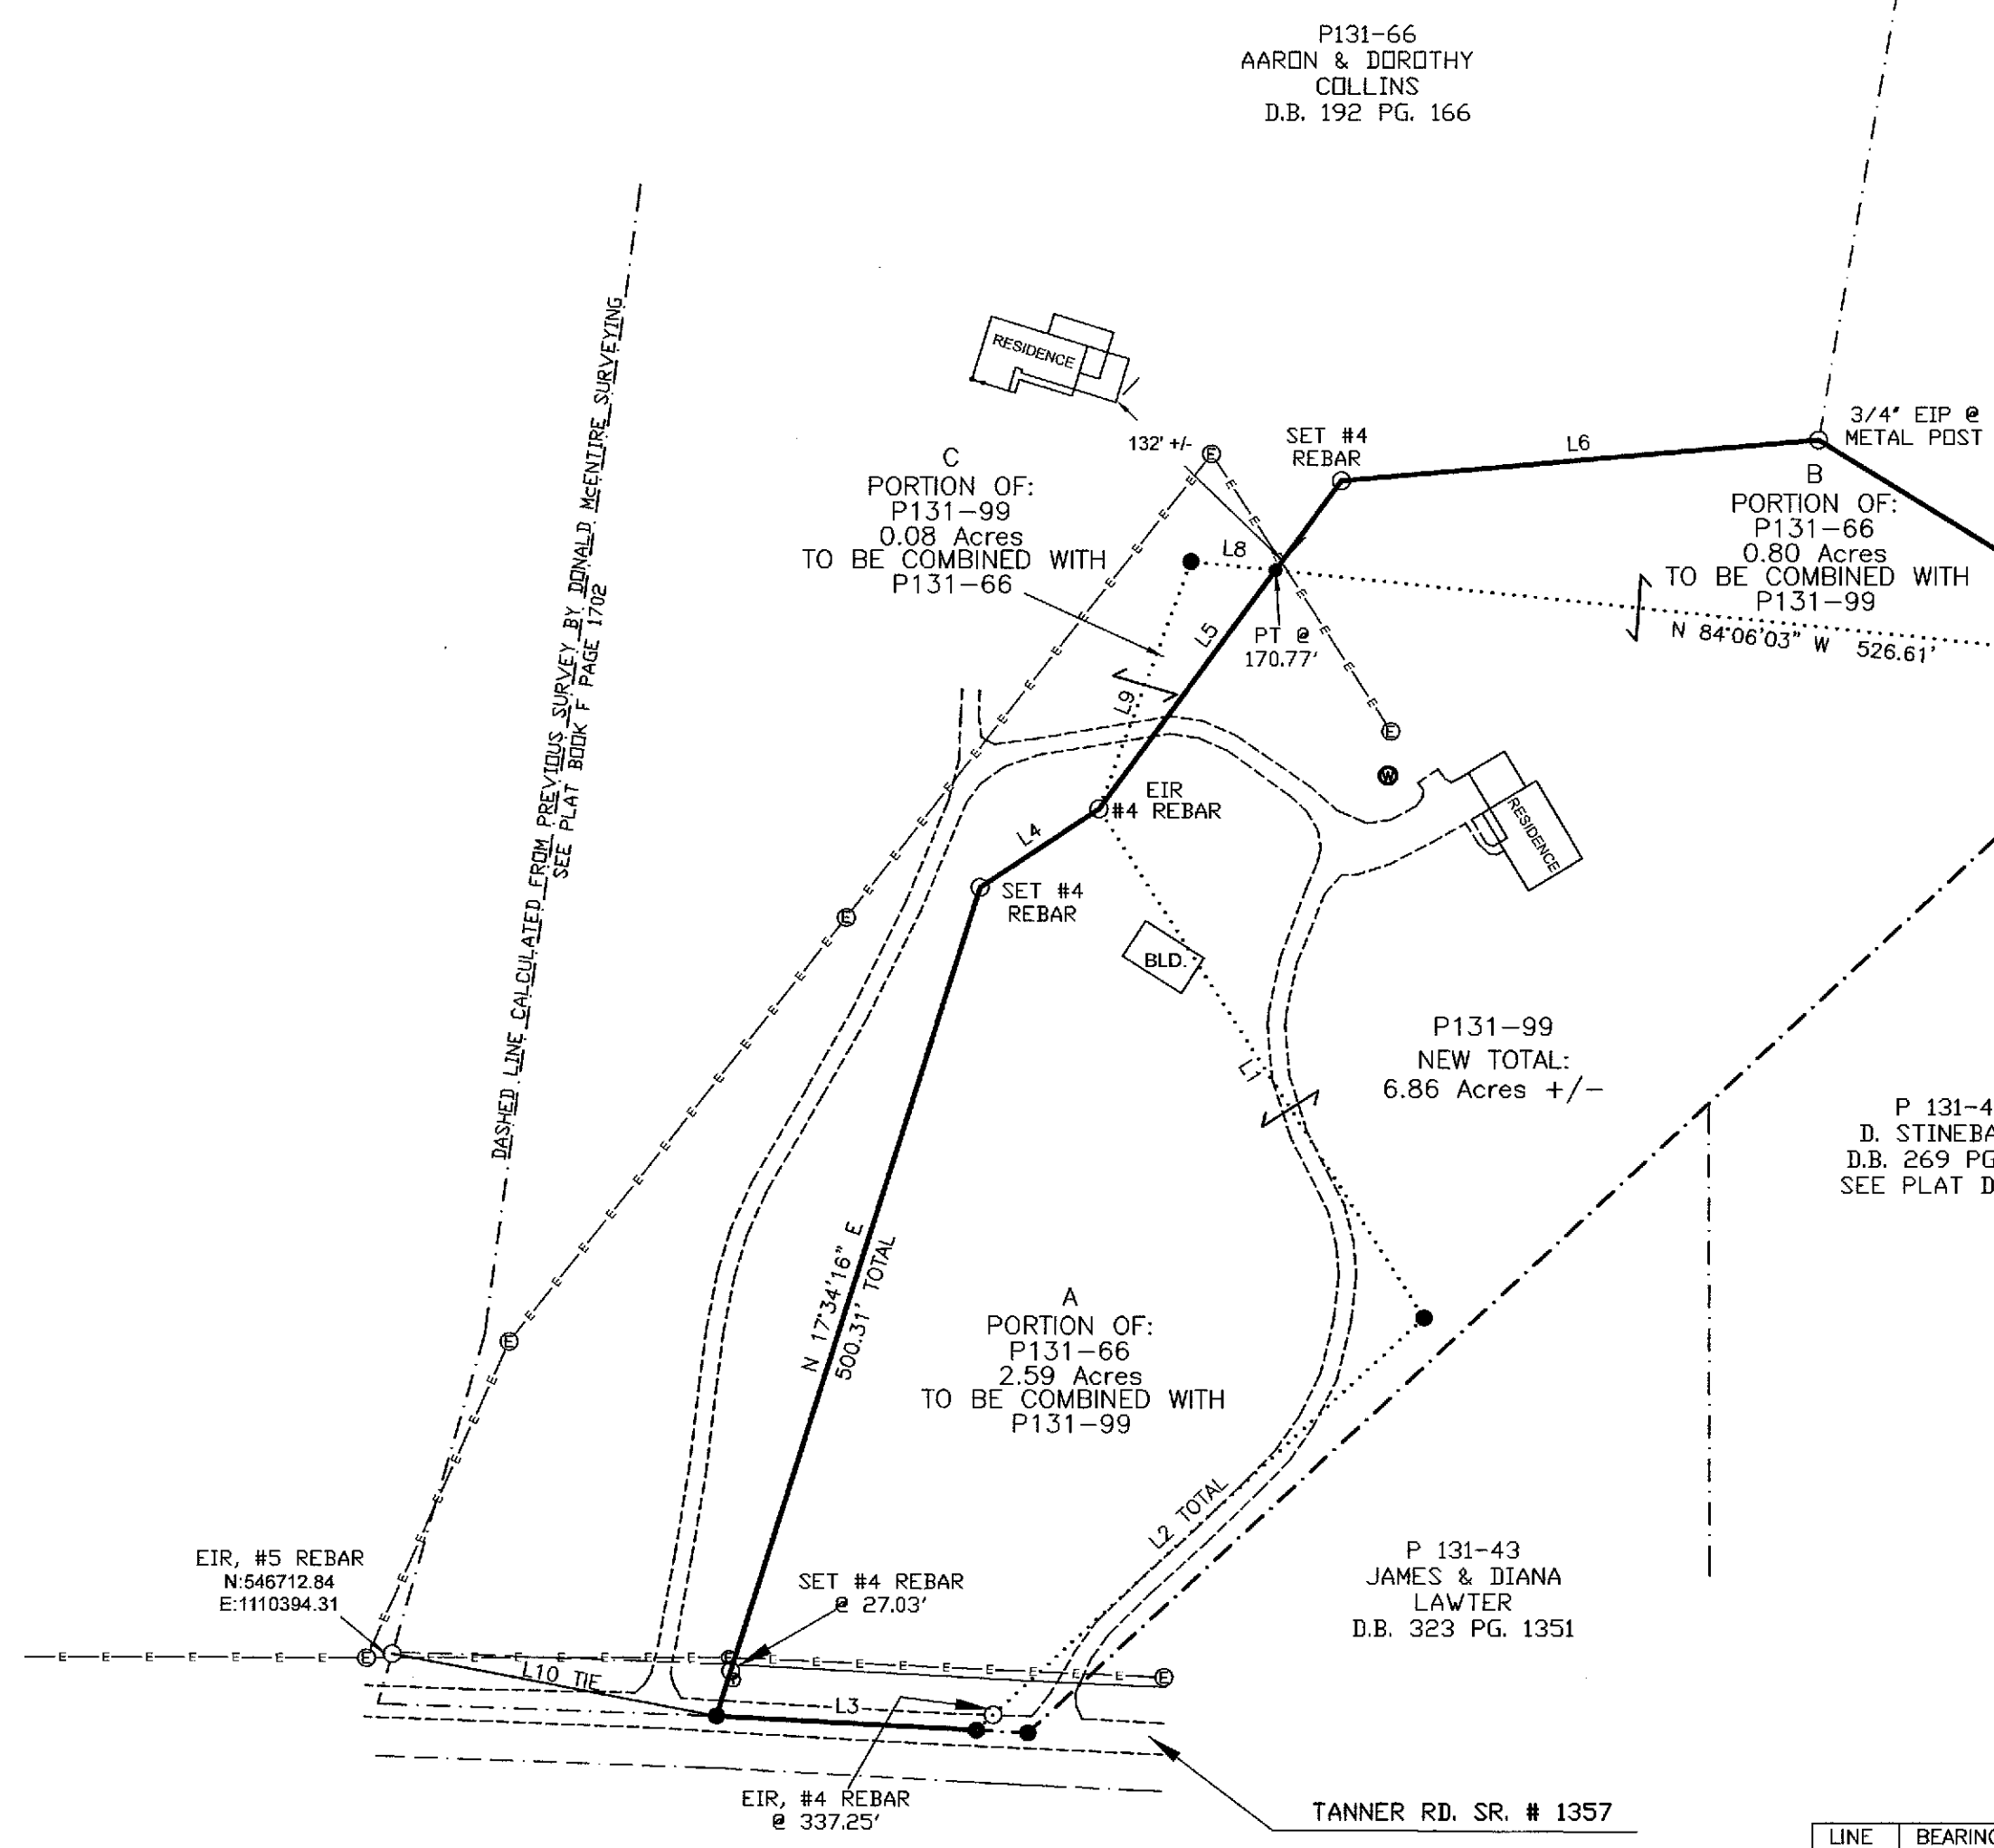 P131-66
AARON & DOROTHY
COLLINS
D.B. 192 PG. 166
DASHED LINE CALCULATED FROM PREVIOUS SURVEY BY DONALD McENTIRE SURVEYING
SEE PLAT BOOK F PAGE 1702
RESIDENCE
132' +/-
E
SET #4
REBAR
L6
3/4" EIP @
METAL POST
C
PORTION OF:
P131-99
0.08 Acres
TO BE COMBINED WITH
P131-66
B
PORTION OF:
P131-66
0.80 Acres
TO BE COMBINED WITH
P131-99
L8
N 84°06'03" W 526.61'
PT @
170.77'
L5
L9
E
W
RESIDENCE
EIR
#4 REBAR
L4
SET #4
REBAR
E
BLD.
L1
P131-99
NEW TOTAL:
6.86 Acres +/-
P 131-4
D. STINEBA
D.B. 269 PG
SEE PLAT D
N 17°34'16" E
500.31' TOTAL
A
PORTION OF:
P131-66
2.59 Acres
TO BE COMBINED WITH
P131-99
E
L2 TOTAL
P 131-43
JAMES & DIANA
LAWTER
D.B. 323 PG. 1351
EIR, #5 REBAR
N:546712.84
E:1110394.31
SET #4 REBAR
@ 27.03'
E
E
E
L10 TIE
L3
EIR, #4 REBAR
@ 337.25'
TANNER RD. SR. # 1357
LINE BEARING